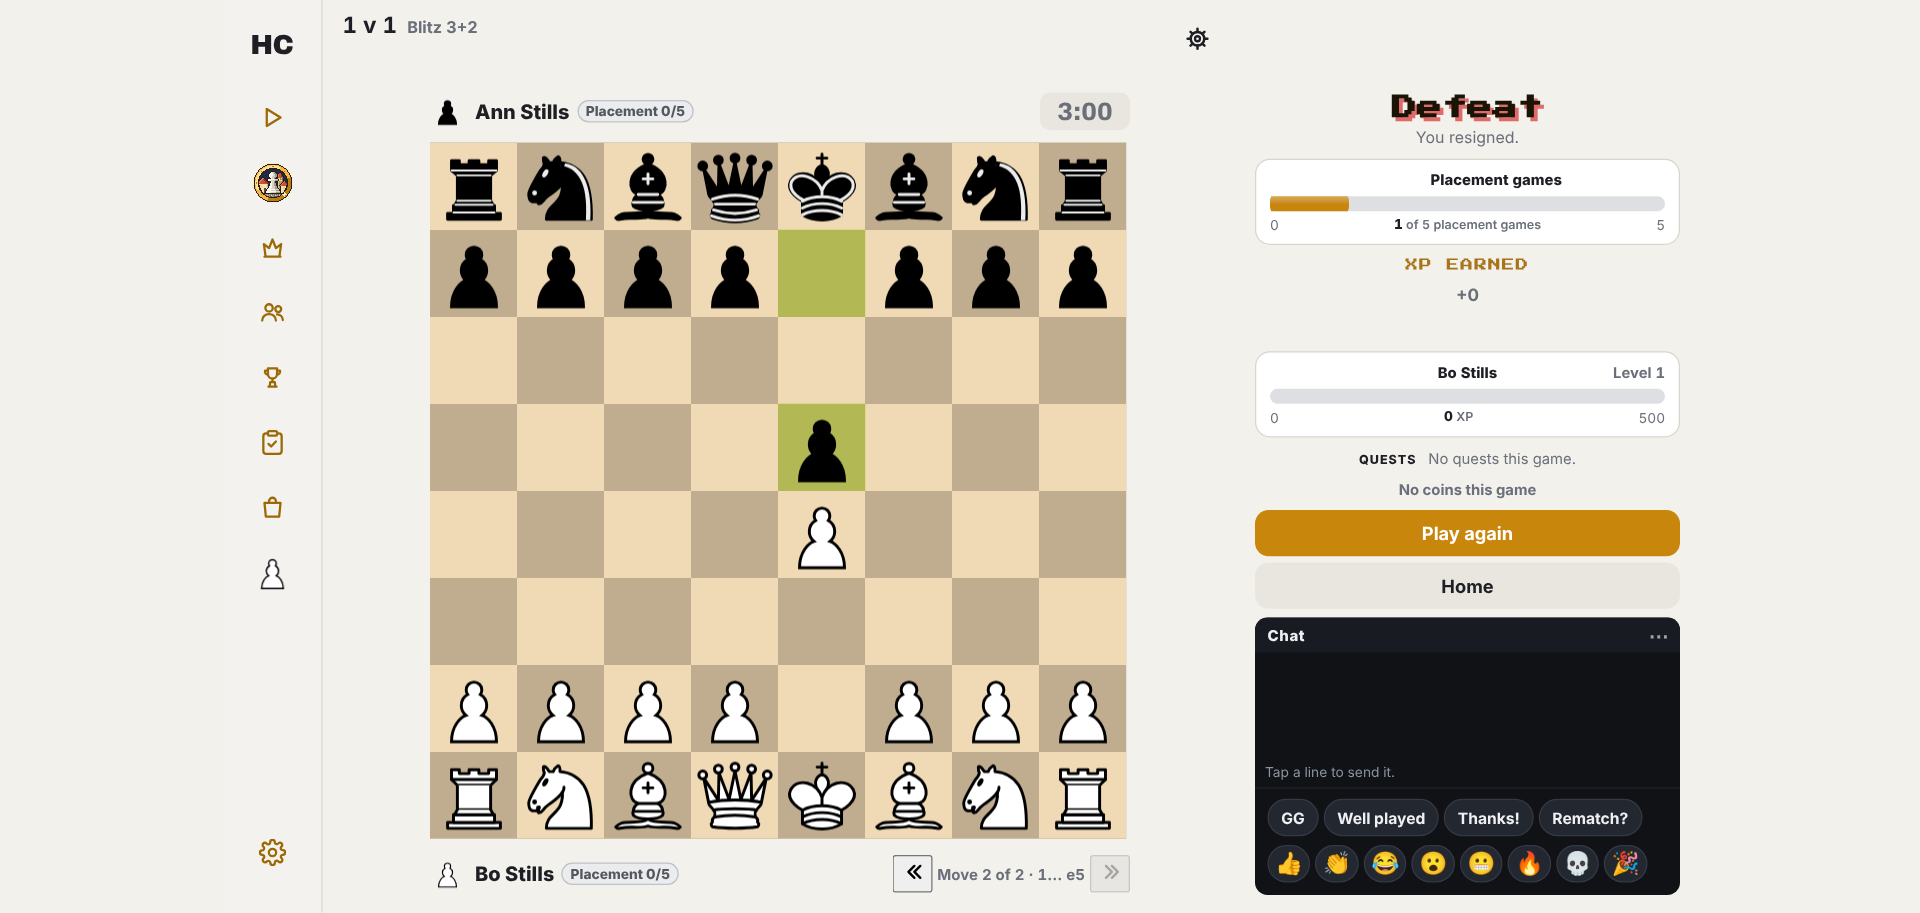 HC
1 v 1 Blitz 3+2
Ann Stills Placement 0/5 3:00
Bo Stills Placement 0/5
Move 2 of 2 · 1... e5
Defeat
You resigned.
Placement games
0 1 of 5 placement games 5
XP EARNED
+0
Bo Stills Level 1
0 0 XP 500
QUESTS No quests this game.
No coins this game
Play again
Home
Chat
Tap a line to send it.
GG Well played Thanks! Rematch?